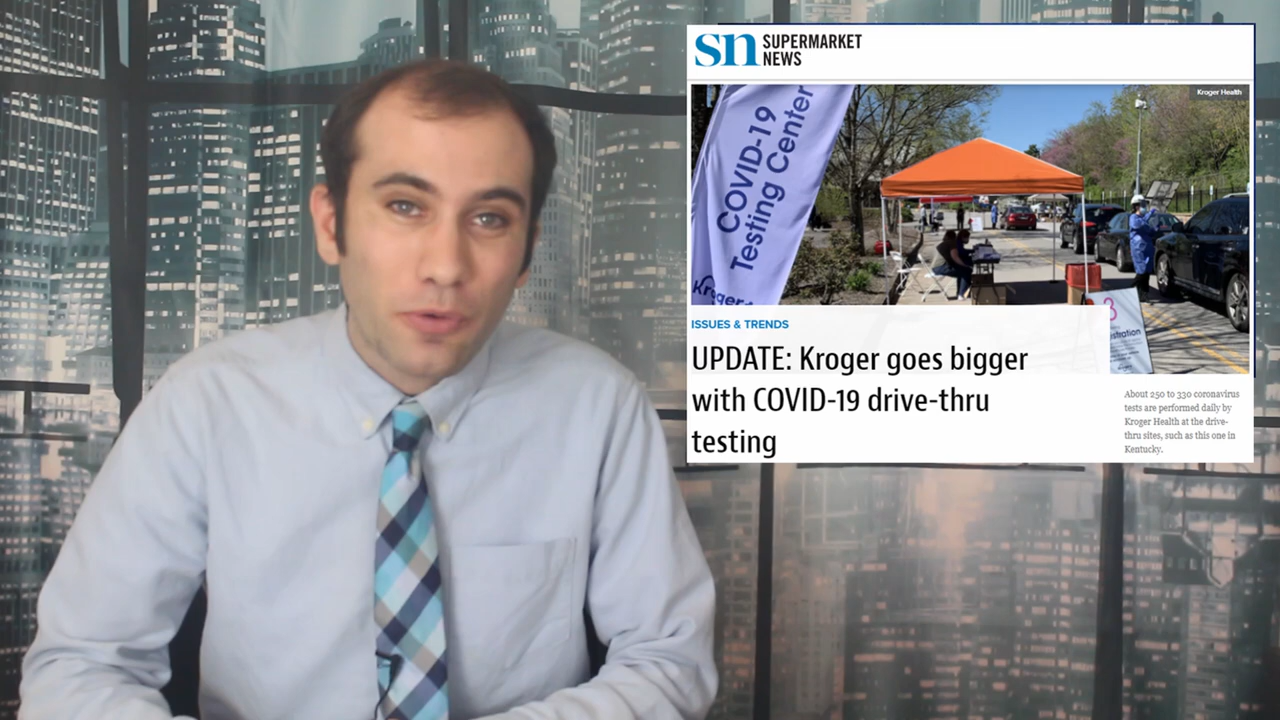 sn SUPERMARKET
NEWS
Kroger Health
COVID-19
Testing Center
Kroger
3
istration
ISSUES & TRENDS
UPDATE: Kroger goes bigger
with COVID-19 drive-thru
testing
About 250 to 330 coronavirus
tests are performed daily by
Kroger Health at the drive-
thru sites, such as this one in
Kentucky.